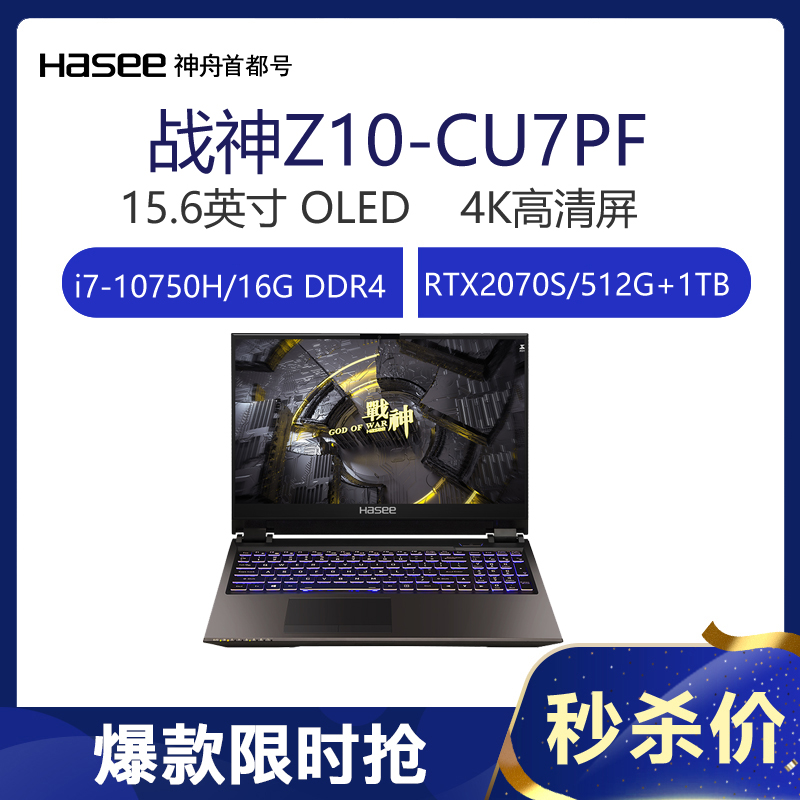 Hasee 神舟首都号
战神Z10-CU7PF
15.6英寸 OLED 4K高清屏
i7-10750H/16G DDR4
RTX2070S/512G+1TB
戰神
GOD OF WAR
Hasee
爆款限时抢
秒杀价